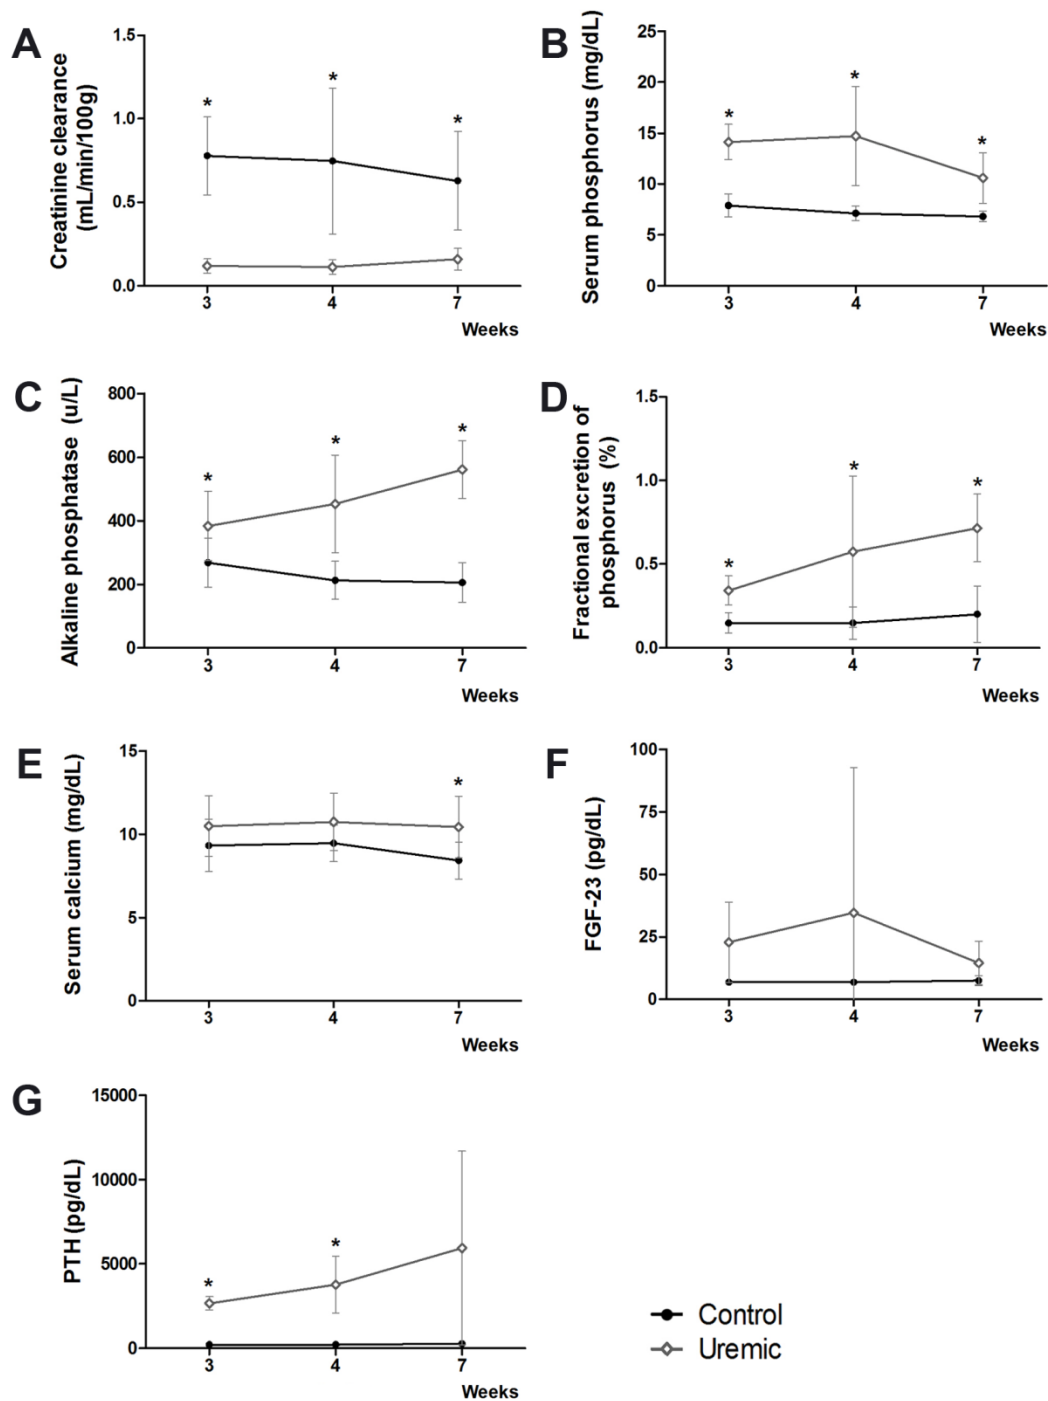 A
Creatinine clearance
(mL/min/100g)
1.5
1.0
0.5
0.0
*
*
*
3 4 7
Weeks
B
Serum phosphorus (mg/dL)
25
20
15
10
5
0
*
*
*
3 4 7
Weeks
C
Alkaline phosphatase (u/L)
800
600
400
200
0
*
*
*
3 4 7
Weeks
D
Fractional excretion of
phosphorus (%)
1.5
1.0
0.5
0.0
*
*
*
3 4 7
Weeks
E
Serum calcium (mg/dL)
15
10
5
0
*
3 4 7
Weeks
F
FGF-23 (pg/dL)
100
75
50
25
0
3 4 7
Weeks
G
PTH (pg/dL)
15000
10000
5000
0
*
*
3 4 7
Weeks
Control
Uremic